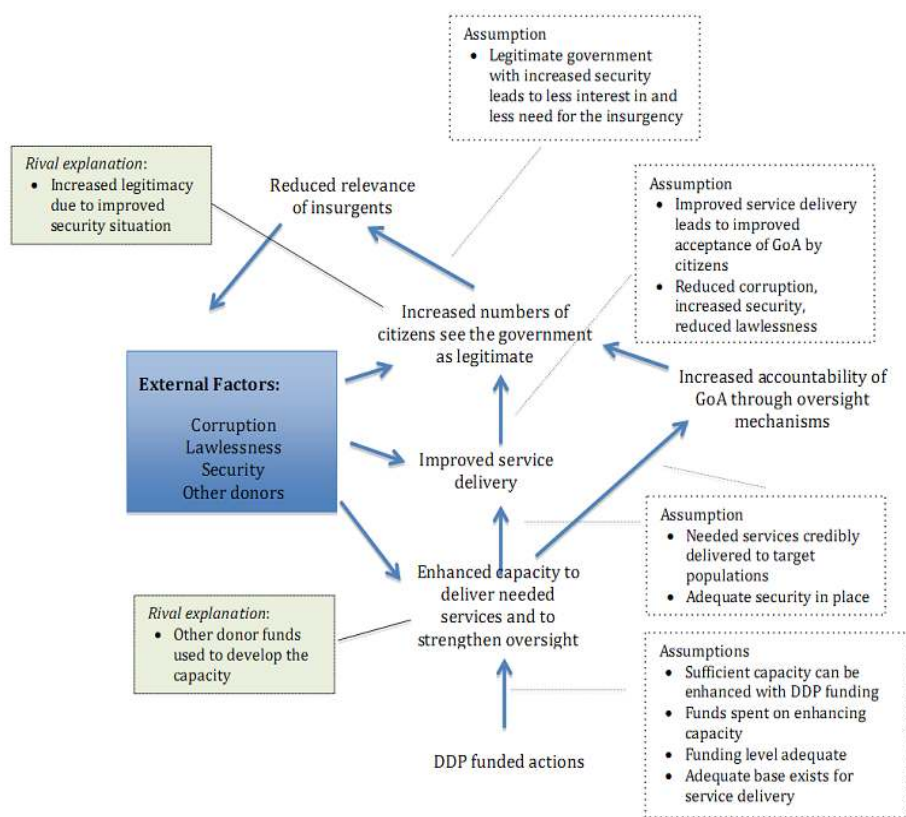 Assumption
• Legitimate government
with increased security
leads to less interest in and
less need for the insurgency
Rival explanation:
• Increased legitimacy
due to improved
security situation
Reduced relevance
of insurgents
Assumption
• Improved service delivery
leads to improved
acceptance of GoA by
citizens
• Reduced corruption,
increased security,
reduced lawlessness
Increased numbers of
citizens see the government
as legitimate
External Factors:
Corruption
Lawlessness
Security
Other donors
Increased accountability of
GoA through oversight
mechanisms
Improved service
delivery
Assumption
• Needed services credibly
delivered to target
populations
• Adequate security in place
Enhanced capacity to
deliver needed
services and to
strengthen oversight
Rival explanation:
• Other donor funds
used to develop the
capacity
Assumptions
• Sufficient capacity can be
enhanced with DDP funding
• Funds spent on enhancing
capacity
• Funding level adequate
• Adequate base exists for
service delivery
DDP funded actions